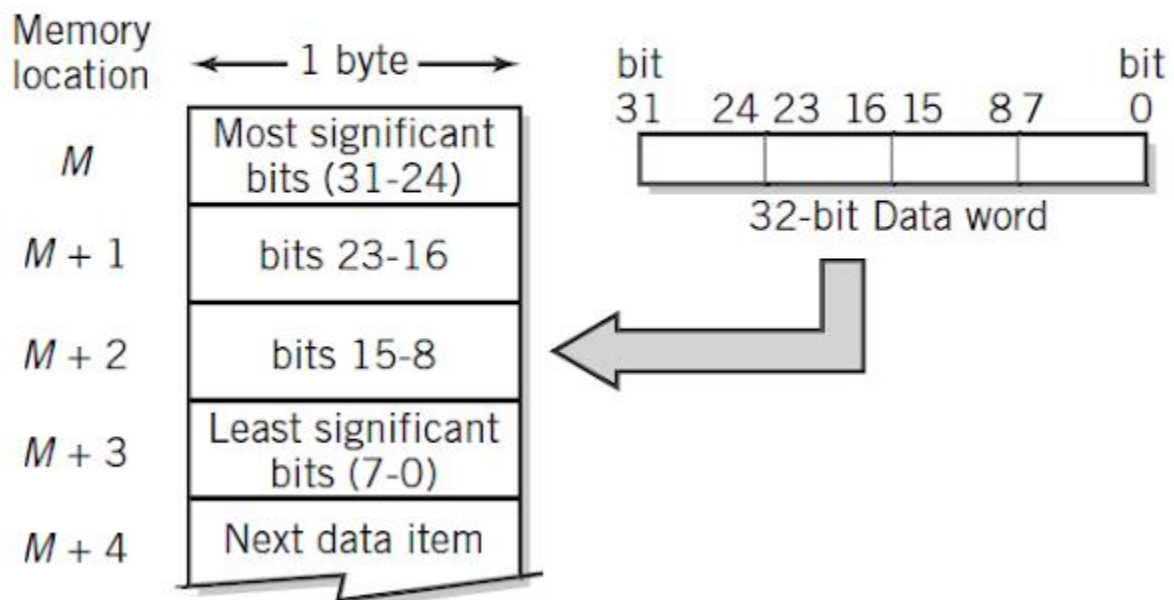 Memory
location
1 byte
M
Most significant
bits (31-24)
M + 1
bits 23-16
M + 2
bits 15-8
M + 3
Least significant
bits (7-0)
M + 4
Next data item
bit bit
31 24 23 16 15 8 7 0
32-bit Data word